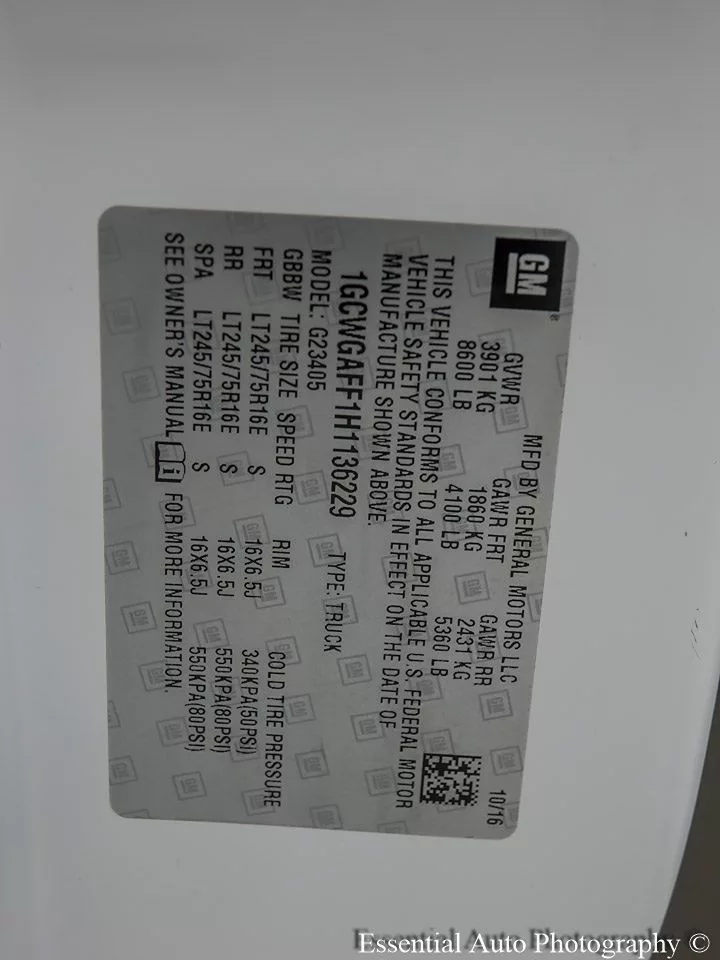 GM
MFD BY GENERAL MOTORS LLC 10/16
GVWR GAWR FRT GAWR RR
3901 KG 1860 KG 2431 KG
8600 LB 4100 LB 5360 LB
THIS VEHICLE CONFORMS TO ALL APPLICABLE U.S. FEDERAL MOTOR
VEHICLE SAFETY STANDARDS IN EFFECT ON THE DATE OF
MANUFACTURE SHOWN ABOVE.
1GCWGAFF1H1136229 TYPE: TRUCK
MODEL: G23405
GBBW TIRE SIZE SPEED RTG RIM COLD TIRE PRESSURE
FRT LT245/75R16E S 16X6.5J 340KPA(50PSI)
RR LT245/75R16E S 16X6.5J 550KPA(80PSI)
SPA LT245/75R16E S 16X6.5J 550KPA(80PSI)
SEE OWNER'S MANUAL i FOR MORE INFORMATION.
Essential Auto Photography ©